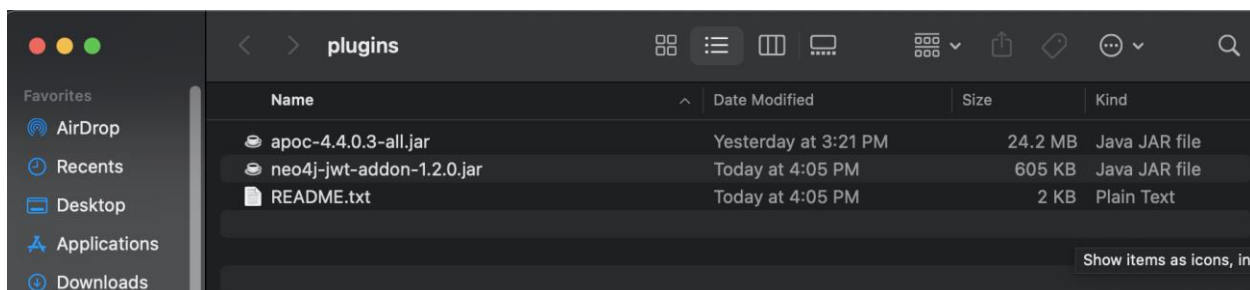 plugins
Favorites
Name Date Modified Size Kind
AirDrop
apoc-4.4.0.3-all.jar Yesterday at 3:21 PM 24.2 MB Java JAR file
Recents
neo4j-jwt-addon-1.2.0.jar Today at 4:05 PM 605 KB Java JAR file
Desktop
README.txt Today at 4:05 PM 2 KB Plain Text
Applications
Show items as icons, in
Downloads